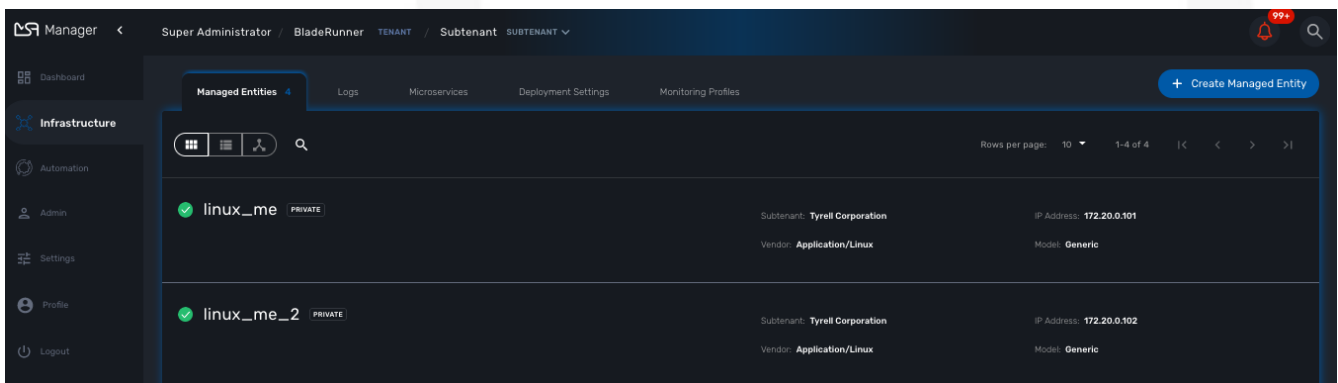 MSA Manager
Super Administrator / BladeRunner TENANT / Subtenant SUBTENANT
99+
Dashboard
Infrastructure
Automation
Admin
Settings
Profile
Logout
Managed Entities 4 Logs Microservices Deployment Settings Monitoring Profiles
+ Create Managed Entity
Rows per page: 10 1-4 of 4
linux_me PRIVATE
Subtenant: Tyrell Corporation IP Address: 172.20.0.101
Vendor: Application/Linux Model: Generic
linux_me_2 PRIVATE
Subtenant: Tyrell Corporation IP Address: 172.20.0.102
Vendor: Application/Linux Model: Generic